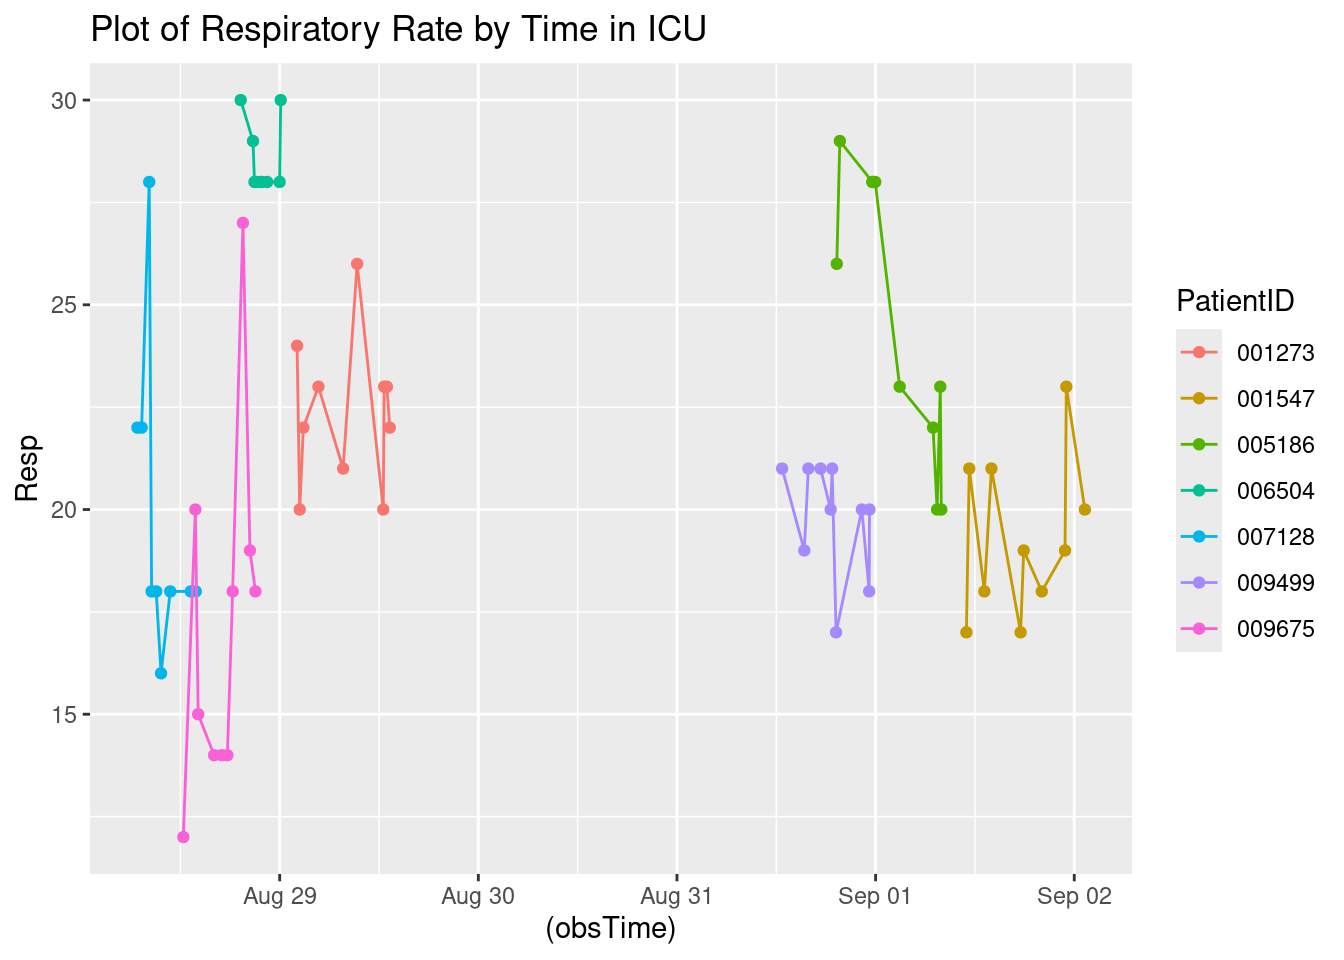 Plot of Respiratory Rate by Time in ICU
30
25
20
15
Resp
Aug 29
Aug 30
Aug 31
Sep 01
Sep 02
(obsTime)
PatientID
001273
001547
005186
006504
007128
009499
009675